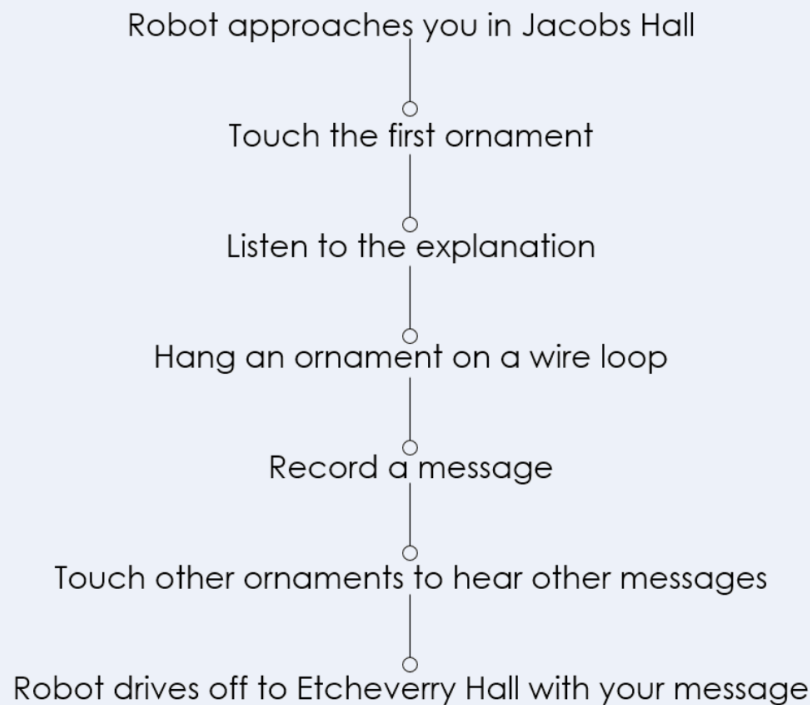 Robot approaches you in Jacobs Hall
Touch the first ornament
Listen to the explanation
Hang an ornament on a wire loop
Record a message
Touch other ornaments to hear other messages
Robot drives off to Etcheverry Hall with your message